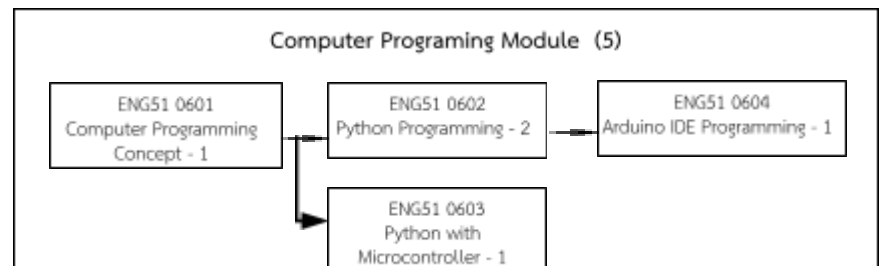 Computer Programing Module (5)
ENG51 0601
Computer Programming
Concept - 1
ENG51 0602
Python Programming - 2
ENG51 0604
Arduino IDE Programming - 1
ENG51 0603
Python with
Microcontroller - 1